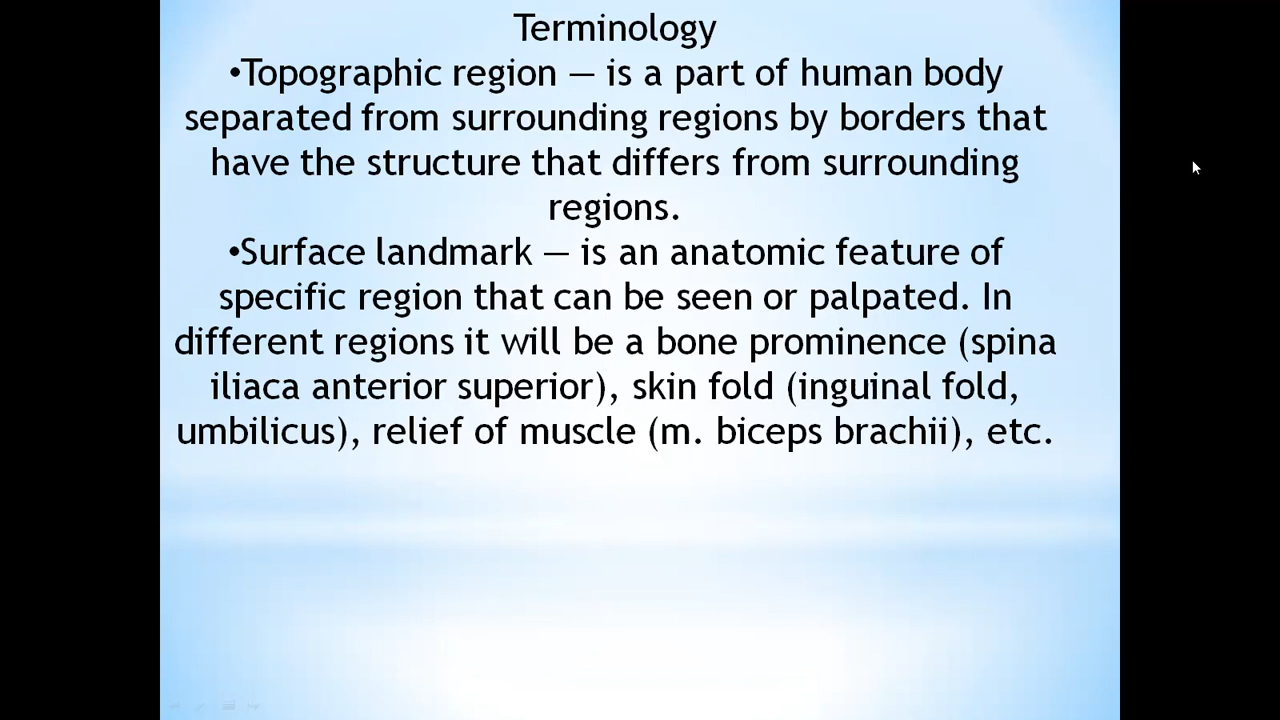 Terminology
•Topographic region — is a part of human body
separated from surrounding regions by borders that
have the structure that differs from surrounding
regions.
•Surface landmark — is an anatomic feature of
specific region that can be seen or palpated. In
different regions it will be a bone prominence (spina
iliaca anterior superior), skin fold (inguinal fold,
umbilicus), relief of muscle (m. biceps brachii), etc.